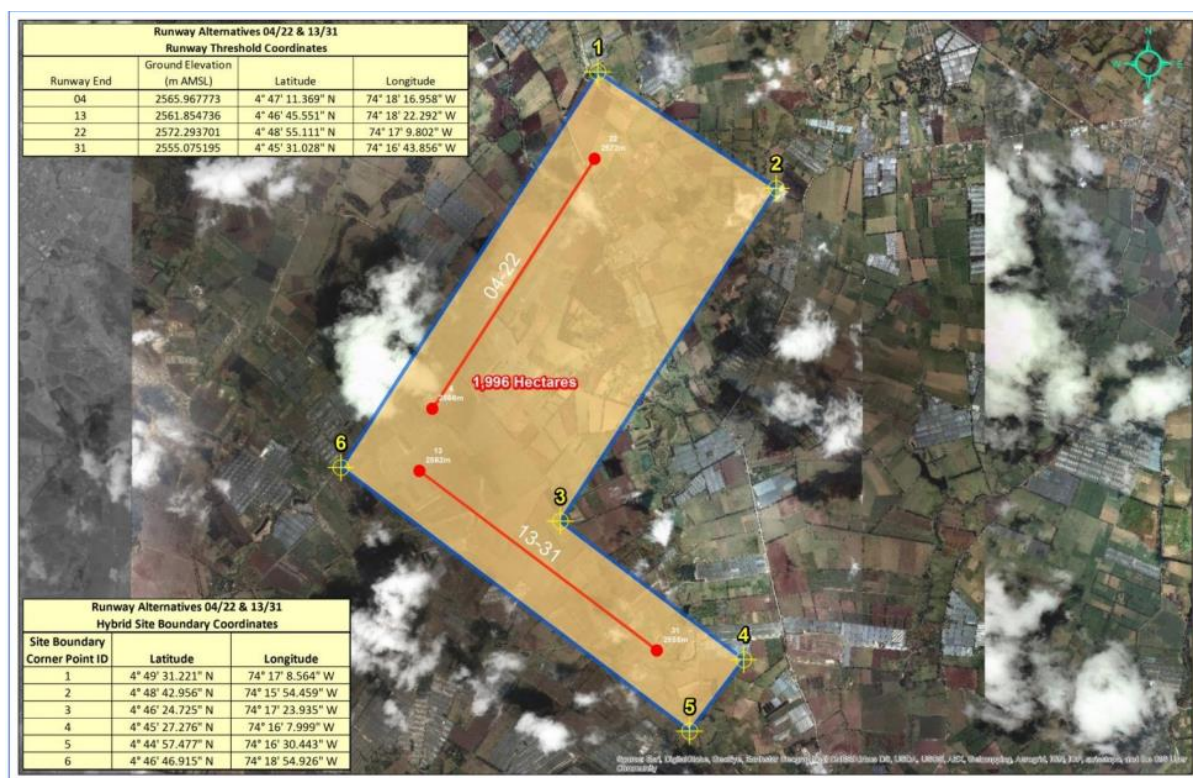 Runway Alternatives 04/22 & 13/31
Runway Threshold Coordinates
Runway End Ground Elevation (m AMSL) Latitude Longitude
04 2565.967773 4° 47' 11.369" N 74° 18' 16.958" W
13 2561.854736 4° 46' 45.551" N 74° 18' 22.292" W
22 2572.293701 4° 48' 55.111" N 74° 17' 9.802" W
31 2555.075195 4° 45' 31.028" N 74° 16' 43.856" W
N
W E
1
2
22
2572m
04-22
1,996 Hectares
6
13
2562m
3
13-31
31
2555m
4
5
Runway Alternatives 04/22 & 13/31
Hybrid Site Boundary Coordinates
Site Boundary Corner Point ID Latitude Longitude
1 4° 49' 31.221" N 74° 17' 8.564" W
2 4° 48' 42.956" N 74° 15' 54.459" W
3 4° 46' 24.725" N 74° 17' 23.935" W
4 4° 45' 27.276" N 74° 16' 7.999" W
5 4° 44' 57.477" N 74° 16' 30.443" W
6 4° 46' 46.915" N 74° 18' 54.926" W
Community